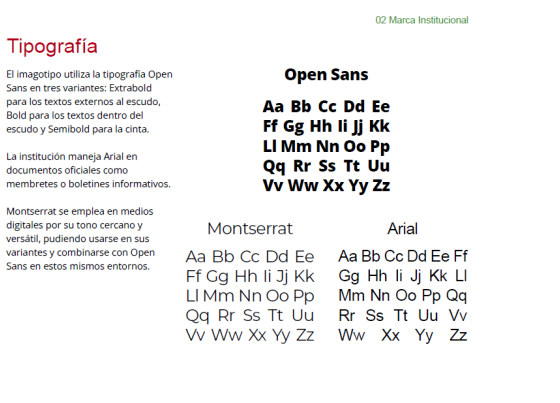 02 Marca Institucional
Tipografía
El imagotipo utiliza la tipografía Open
Sans en tres variantes: Extrabold
para los textos externos al escudo,
Bold para los textos dentro del
escudo y Semibold para la cinta.
La institución maneja Arial en
documentos oficiales como
membretes o boletines informativos.
Montserrat se emplea en medios
digitales por su tono cercano y
versátil, pudiendo usarse en sus
variantes y combinarse con Open
Sans en estos mismos entornos.
Open Sans
Aa Bb Cc Dd Ee
Ff Gg Hh Ii Jj Kk
Ll Mm Nn Oo Pp
Qq Rr Ss Tt Uu
Vv Ww Xx Yy Zz
Montserrat
Aa Bb Cc Dd Ee
Ff Gg Hh Ii Jj Kk
Ll Mm Nn Oo Pp
Qq Rr Ss Tt Uu
Vv Ww Xx Yy Zz
Arial
Aa Bb Cc Dd Ee Ff
Gg Hh Ii Jj Kk Ll
Mm Nn Oo Pp Qq
Rr Ss Tt Uu Vv
Ww Xx Yy Zz